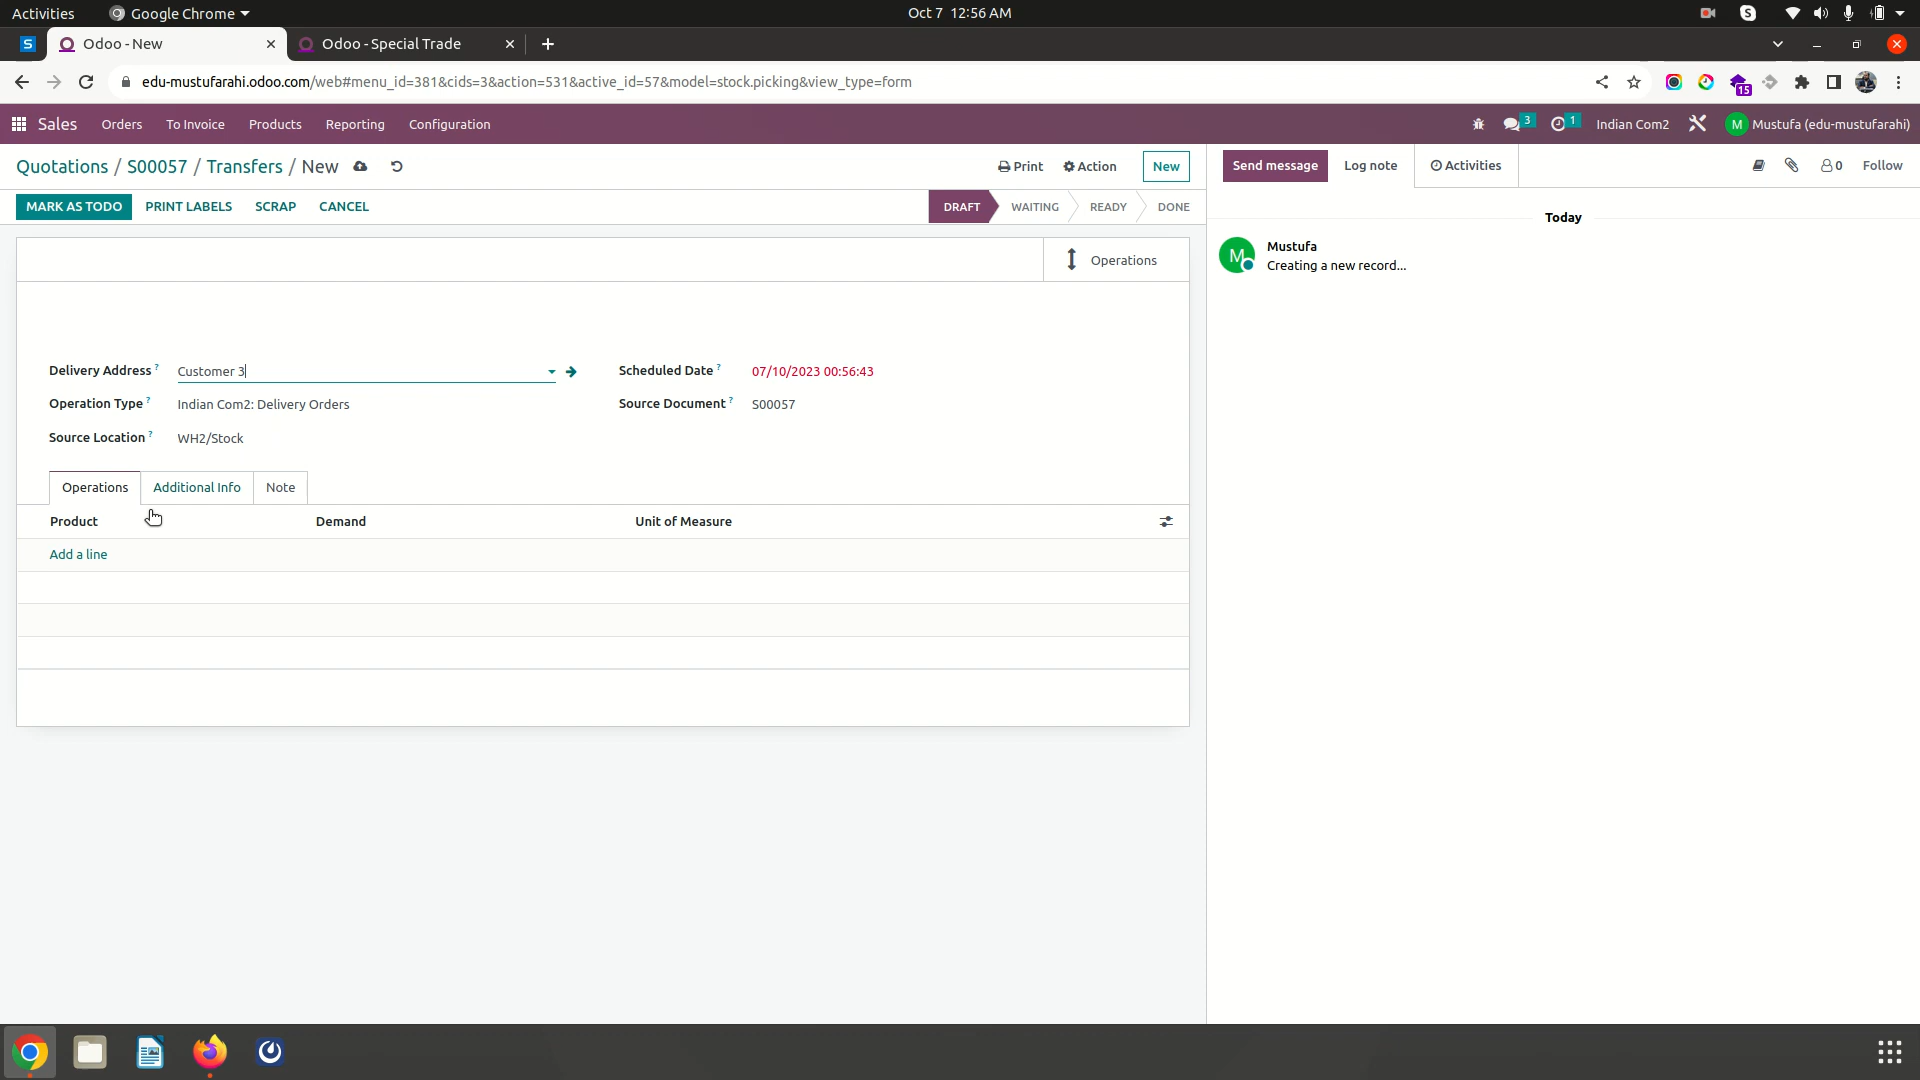 Activities
Google Chrome
Oct 7 12:56 AM
S
S
Odoo - New
Odoo - Special Trade
edu-mustufarahi.odoo.com/web#menu_id=381&cids=3&action=531&active_id=57&model=stock.picking&view_type=form
15
Sales
Orders
To Invoice
Products
Reporting
Configuration
3
1
Indian Com2
M
Mustufa (edu-mustufarahi)
Quotations / S00057 / Transfers / New
Print
Action
New
Send message
Log note
Activities
0
Follow
MARK AS TODO
PRINT LABELS
SCRAP
CANCEL
DRAFT
WAITING
READY
DONE
Today
M
Mustufa
Creating a new record...
Operations
Delivery Address ?
Customer 3
Scheduled Date ?
07/10/2023 00:56:43
Operation Type ?
Indian Com2: Delivery Orders
Source Document ?
S00057
Source Location ?
WH2/Stock
Operations
Additional Info
Note
Product
Demand
Unit of Measure
Add a line